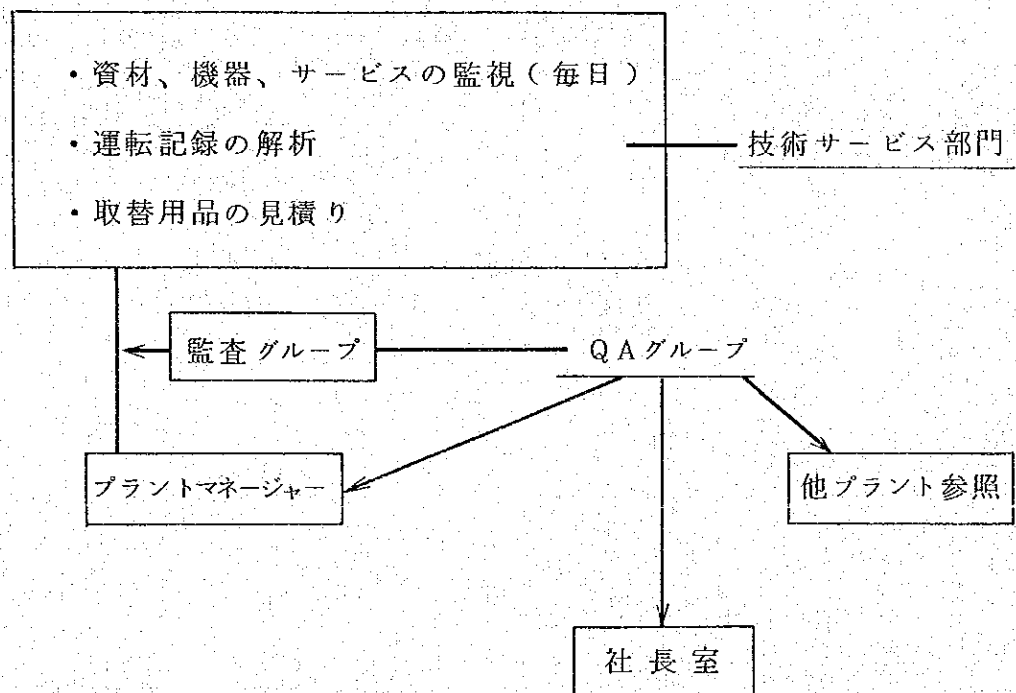 ・資材、機器、サービスの監視(毎日)
・運転記録の解析
技術サービス部門
・取替用品の見積り
監査グループ
QAグループ
プラントマネージャー
他プラント参照
社長室